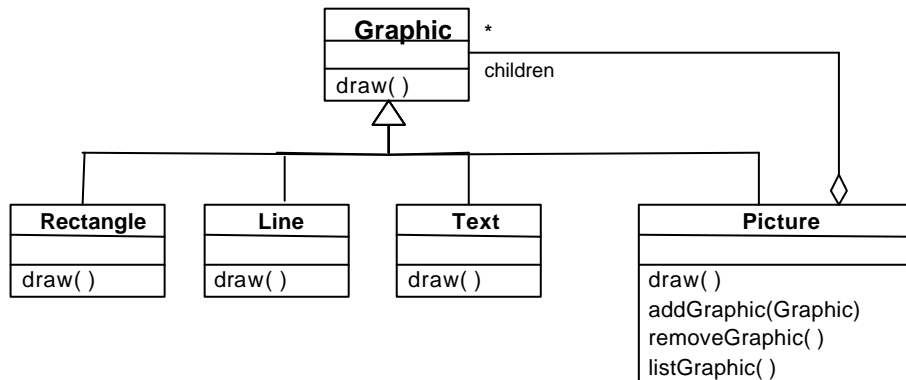 Graphic
*
children
draw( )
Rectangle
draw( )
Line
draw( )
Text
draw( )
Picture
draw( )
addGraphic(Graphic)
removeGraphic( )
listGraphic( )